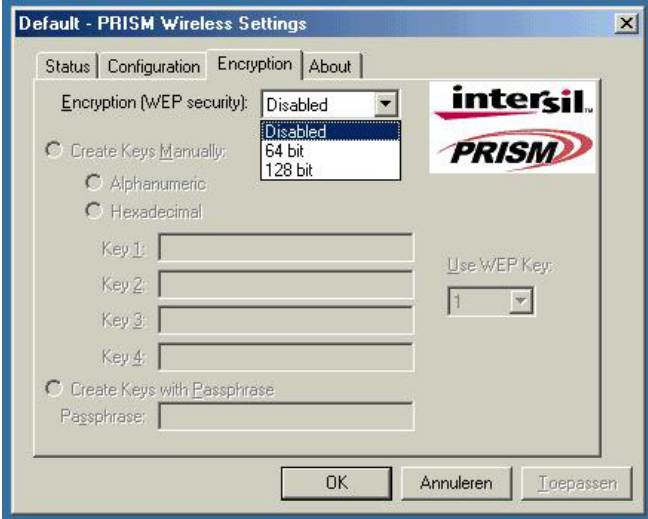 Default - PRISM Wireless Settings
Status Configuration Encryption About
Encryption (WEP security): Disabled
Disabled
64 bit
128 bit
intersil.
PRISM
Create Keys Manually:
Alphanumeric
Hexadecimal
Key 1:
Key 2:
Key 3:
Key 4:
Use WEP Key:
1
Create Keys with Passphrase
Passphrase:
OK Annuleren Toepassen